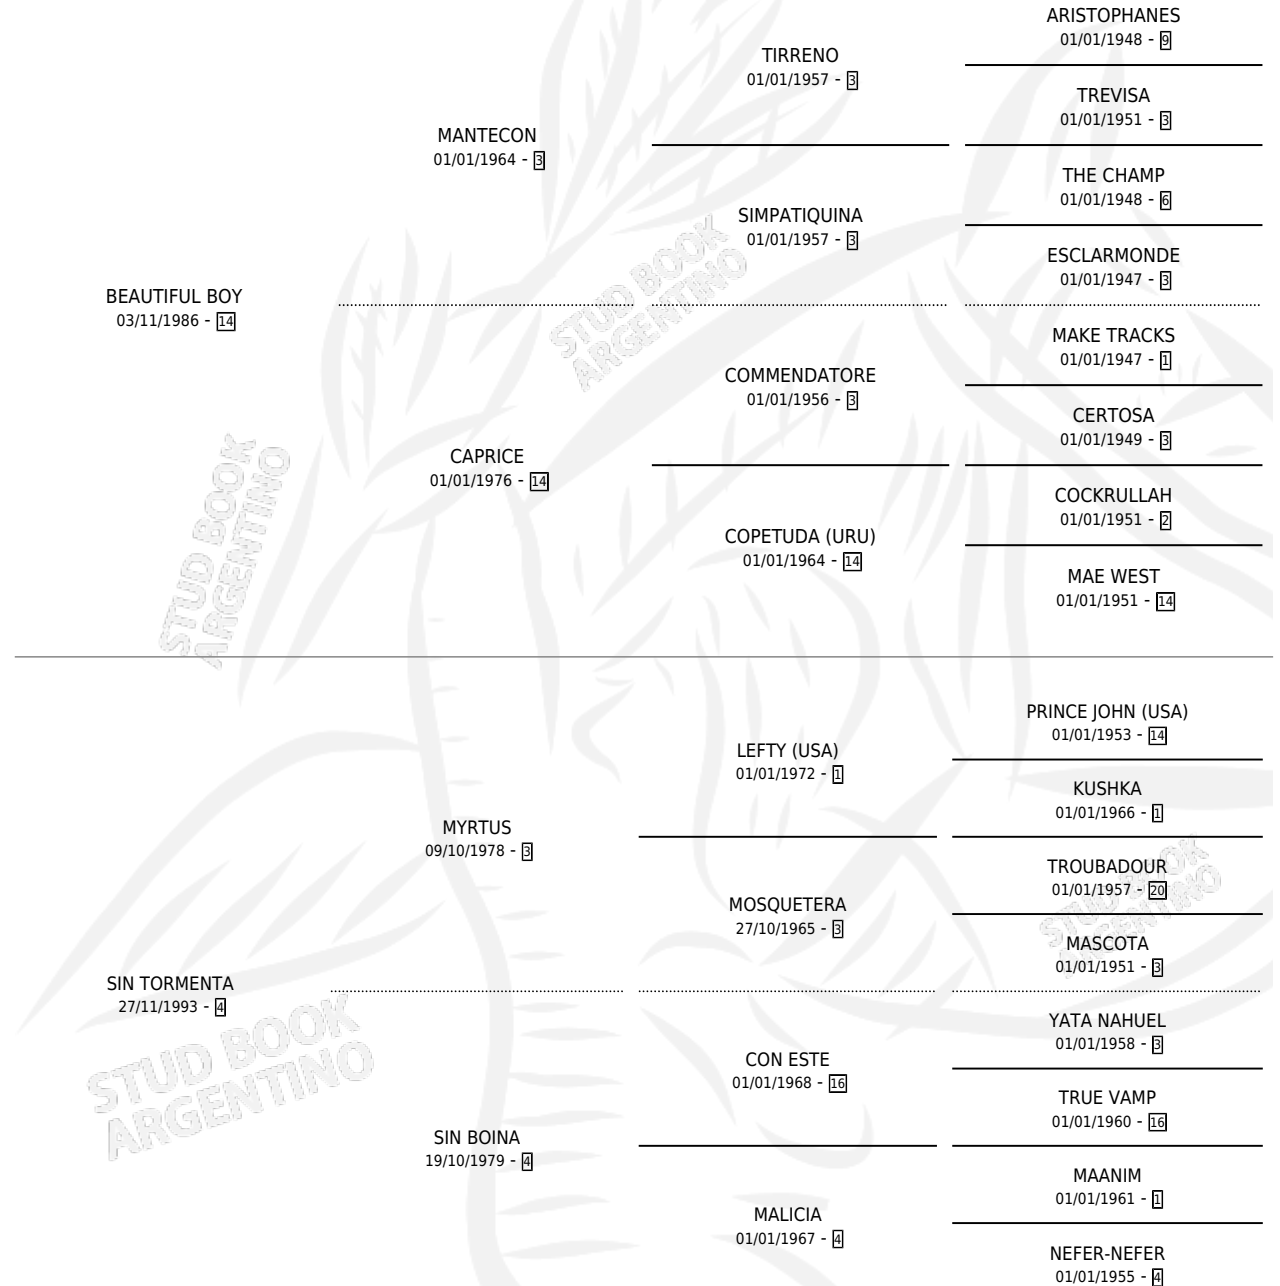 ARISTOPHANES
01/01/1948 - 9
TIRRENO
01/01/1957 - 3
TREVISA
01/01/1951 - 3
MANTECON
01/01/1964 - 3
THE CHAMP
01/01/1948 - 6
SIMPATIQUINA
01/01/1957 - 3
ESCLARMONDE
01/01/1947 - 3
BEAUTIFUL BOY
03/11/1986 - 14
MAKE TRACKS
01/01/1947 - 1
COMMENDATORE
01/01/1956 - 3
CERTOSA
01/01/1949 - 3
CAPRICE
01/01/1976 - 14
COCKRULLAH
01/01/1951 - 2
COPETUDA (URU)
01/01/1964 - 14
MAE WEST
01/01/1951 - 14
STUD BOOK
ARGENTINO
STUD BOOK
ARGENTINO
PRINCE JOHN (USA)
01/01/1953 - 14
LEFTY (USA)
01/01/1972 - 1
KUSHKA
01/01/1966 - 1
MYRTUS
09/10/1978 - 3
TROUBADOUR
01/01/1957 - 20
MOSQUETERA
27/10/1965 - 3
MASCOTA
01/01/1951 - 3
STUD BOOK
ARGENTINO
SIN TORMENTA
27/11/1993 - 4
YATA NAHUEL
01/01/1958 - 3
CON ESTE
01/01/1968 - 16
TRUE VAMP
01/01/1960 - 16
STUD BOOK
ARGENTINO
SIN BOINA
19/10/1979 - 4
MAANIM
01/01/1961 - 1
MALICIA
01/01/1967 - 4
NEFER-NEFER
01/01/1955 - 4